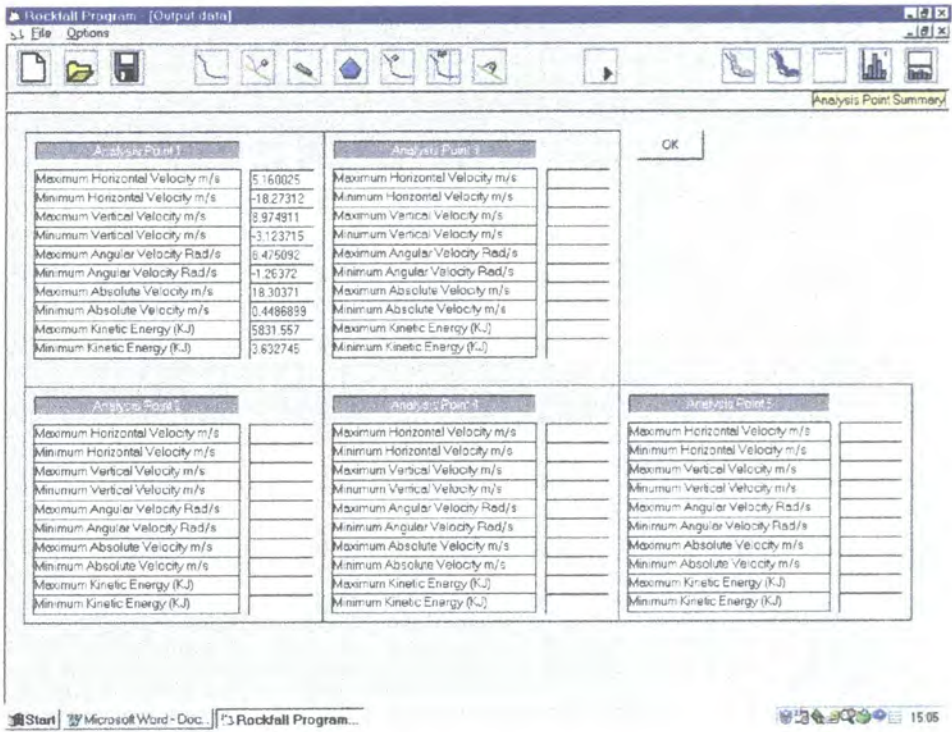 Rockfall Program - [Output data]
File Options
Analysis Point Summary
OK
Analysis Point 1
Maximum Horizontal Velocity m/s 5.160025
Minimum Horizontal Velocity m/s -18.27312
Maximum Vertical Velocity m/s 8.974911
Minumum Vertical Velocity m/s -3.123715
Maximum Angular Velocity Rad/s 6.475092
Minimum Angular Velocity Rad/s -1.26372
Maximum Absolute Velocity m/s 18.30371
Minimum Absolute Velocity m/s 0.4486899
Maximum Kinetic Energy (KJ) 5831.557
Minimum Kinetic Energy (KJ) 3.632745
Analysis Point 3
Maximum Horizontal Velocity m/s
Minimum Horizontal Velocity m/s
Maximum Vertical Velocity m/s
Minumum Vertical Velocity m/s
Maximum Angular Velocity Rad/s
Minimum Angular Velocity Rad/s
Maximum Absolute Velocity m/s
Minimum Absolute Velocity m/s
Maximum Kinetic Energy (KJ)
Minimum Kinetic Energy (KJ)
Analysis Point 2
Maximum Horizontal Velocity m/s
Minimum Horizontal Velocity m/s
Maximum Vertical Velocity m/s
Minumum Vertical Velocity m/s
Maximum Angular Velocity Rad/s
Minimum Angular Velocity Rad/s
Maximum Absolute Velocity m/s
Minimum Absolute Velocity m/s
Maximum Kinetic Energy (KJ)
Minimum Kinetic Energy (KJ)
Analysis Point 4
Maximum Horizontal Velocity m/s
Minimum Horizontal Velocity m/s
Maximum Vertical Velocity m/s
Minumum Vertical Velocity m/s
Maximum Angular Velocity Rad/s
Minimum Angular Velocity Rad/s
Maximum Absolute Velocity m/s
Minimum Absolute Velocity m/s
Maximum Kinetic Energy (KJ)
Minimum Kinetic Energy (KJ)
Analysis Point 5
Maximum Horizontal Velocity m/s
Minimum Horizontal Velocity m/s
Maximum Vertical Velocity m/s
Minumum Vertical Velocity m/s
Maximum Angular Velocity Rad/s
Minimum Angular Velocity Rad/s
Maximum Absolute Velocity m/s
Minimum Absolute Velocity m/s
Maximum Kinetic Energy (KJ)
Minimum Kinetic Energy (KJ)
Start Microsoft Word - Doc... Rockfall Program... 15:05